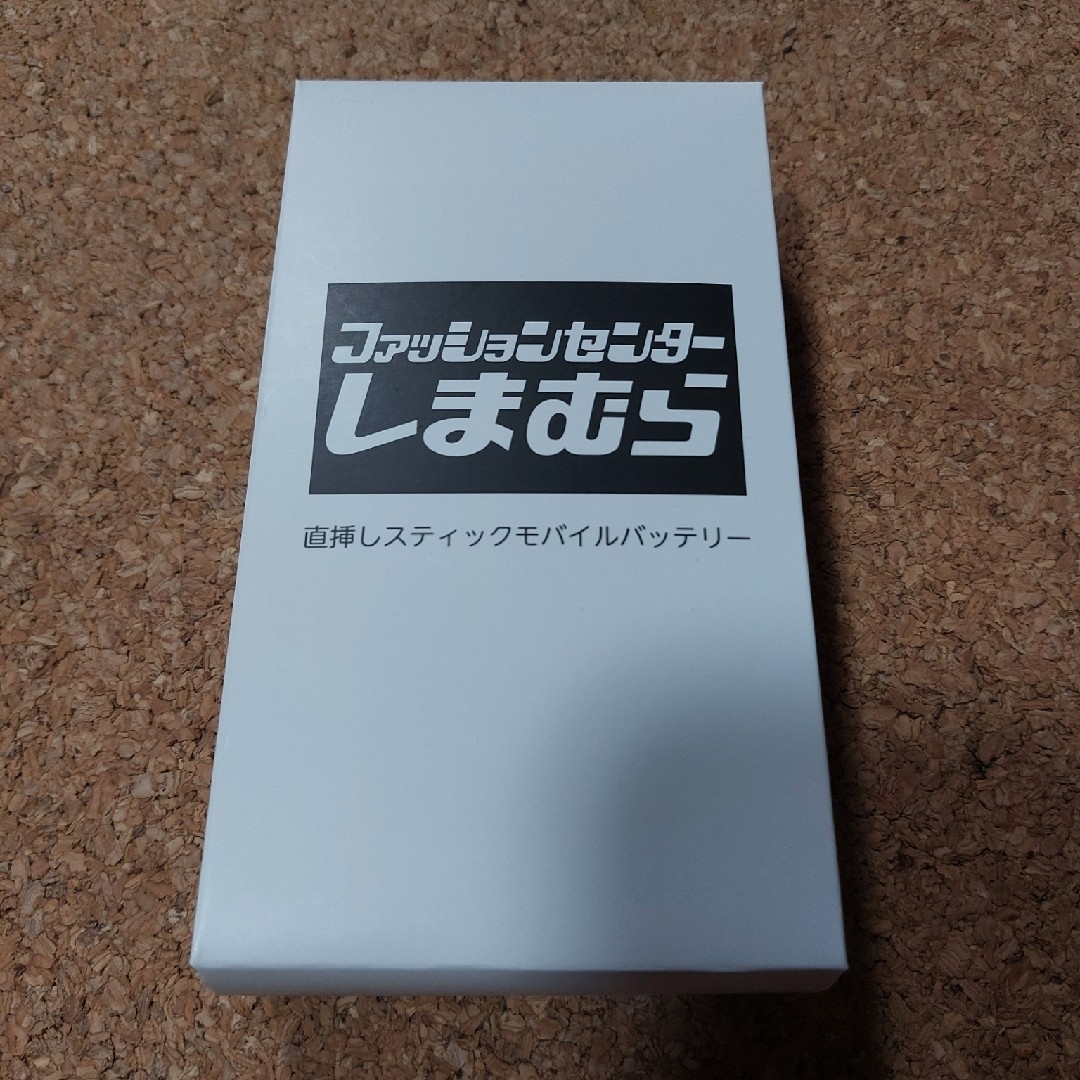 ファッションセンター
しまむら
直挿しスティックモバイルバッテリー